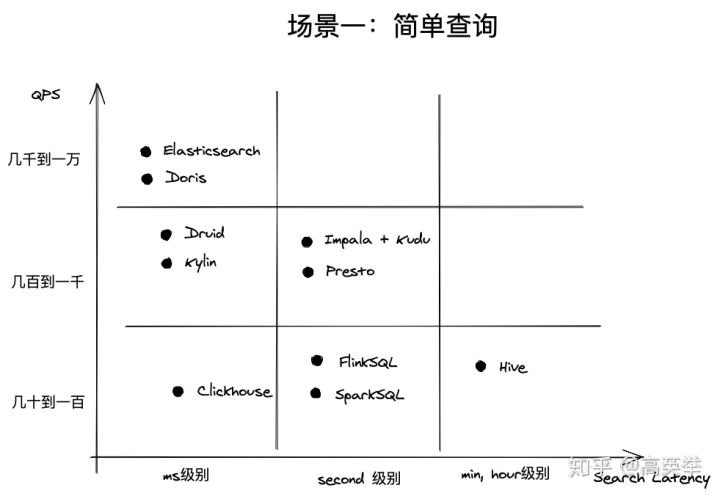 场景一：简单查询
QPS
几千到一万
Elasticsearch
Doris
Druid
Kylin
Impala + Kudu
Presto
几百到一千
FlinkSQL
Hive
Clickhouse
SparkSQL
几十到一百
ms级别
second 级别
min, hour级别
Search Latency
知乎 @高奕举